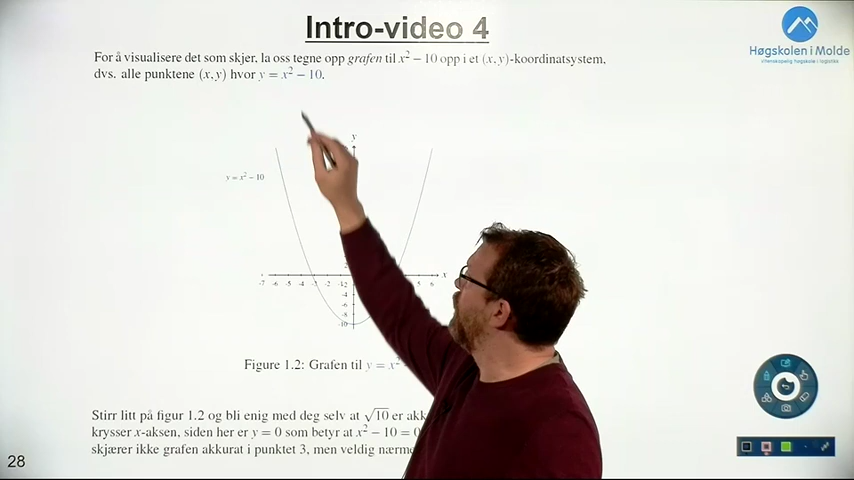 Intro-video 4
Høgskolen i Molde
Vitenskapelig høgskole i logistikk
For å visualisere det som skjer, la oss tegne opp grafen til x² − 10 opp i et (x, y)-koordinatsystem,
dvs. alle punktene (x, y) hvor y = x² − 10.
y
y = x² − 10
x
-7 -6 -5 -4 -3 -2 -1 6
2
-2
-4
-6
-8
-10
Figure 1.2: Grafen til y = x²
Stirr litt på figur 1.2 og bli enig med deg selv at √10 er akk
krysser x-aksen, siden her er y = 0 som betyr at x² − 10 = 0
skjærer ikke grafen akkurat i punktet 3, men veldig nærme
28